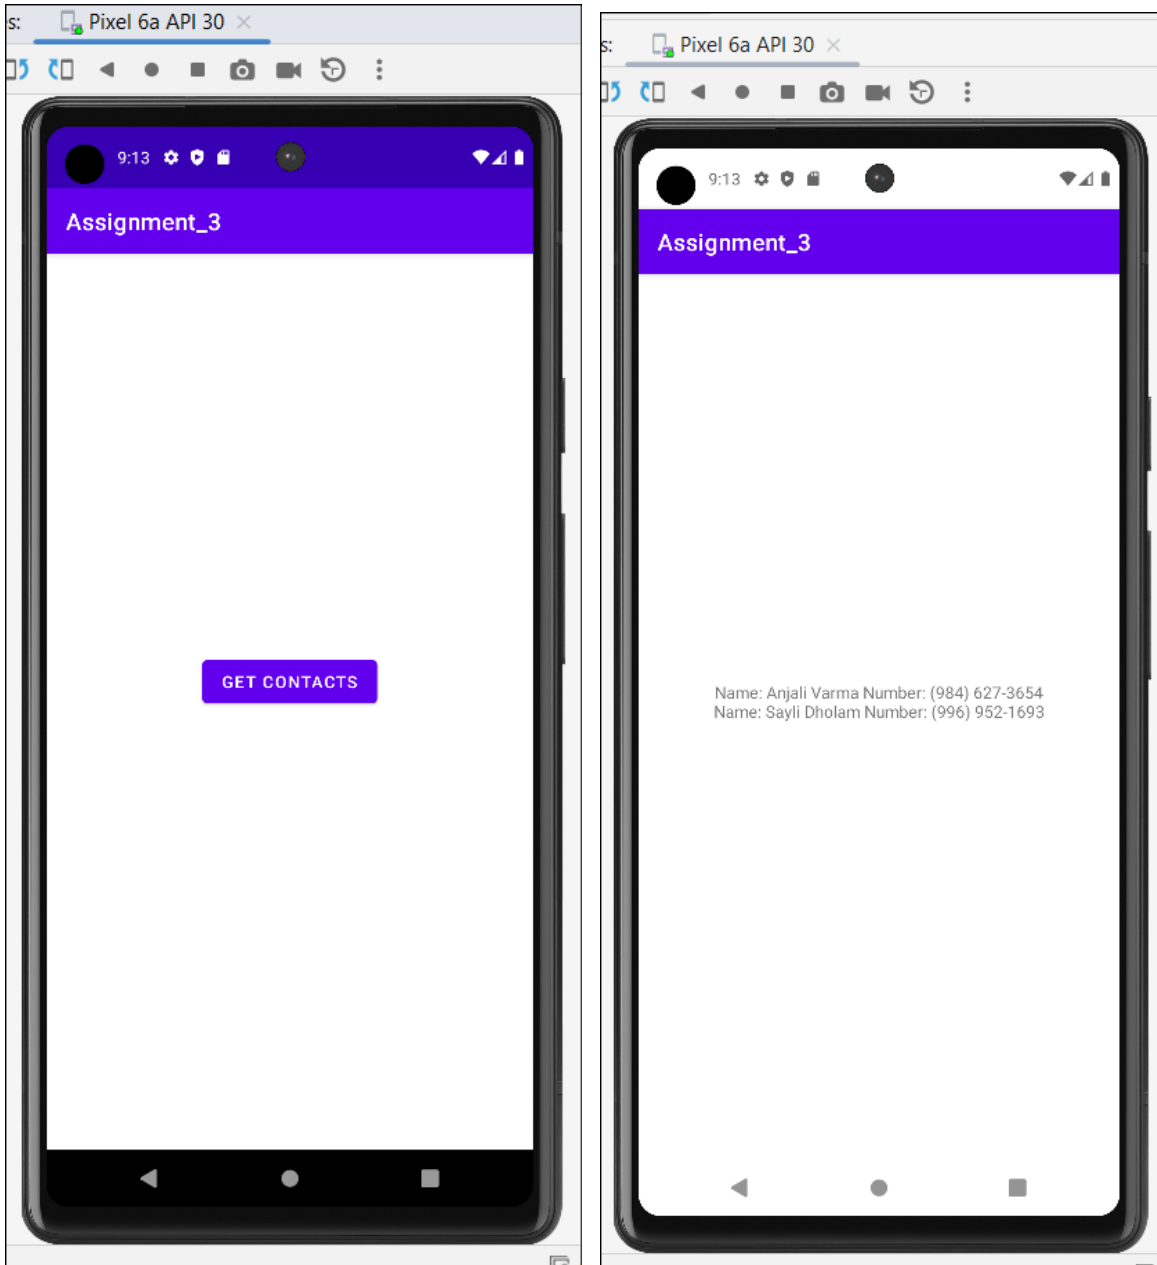 s: Pixel 6a API 30
9:13
Assignment_3
GET CONTACTS
s: Pixel 6a API 30
9:13
Assignment_3
Name: Anjali Varma Number: (984) 627-3654
Name: Sayli Dholam Number: (996) 952-1693